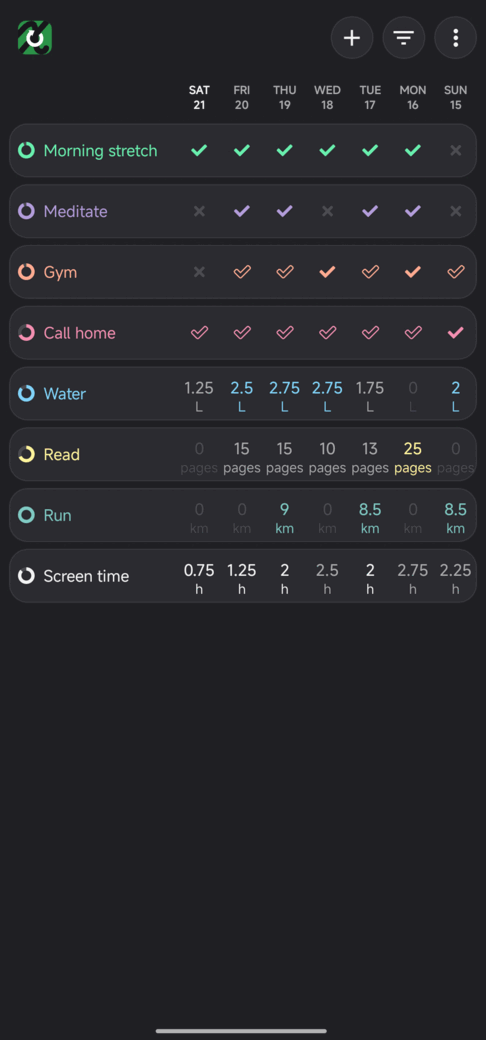 SAT FRI THU WED TUE MON SUN
21 20 19 18 17 16 15
Morning stretch
Meditate
Gym
Call home
Water 1.25 2.5 2.75 2.75 1.75 0 2
L L L L L L L
Read 0 15 15 10 13 25 0
pages pages pages pages pages pages pages
Run 0 0 9 0 8.5 0 8.5
km km km km km km km
Screen time 0.75 1.25 2 2.5 2 2.75 2.25
h h h h h h h